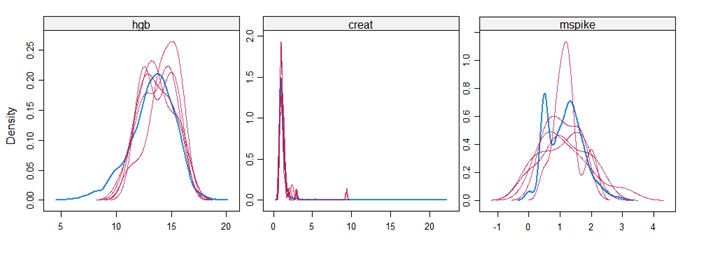 hgb
creat
mspike
Density
0.00 0.05 0.10 0.15 0.20 0.25
5 10 15 20
0.0 0.5 1.0 1.5 2.0
0 5 10 15 20
0.0 0.2 0.4 0.6 0.8 1.0 1.2
-1 0 1 2 3 4